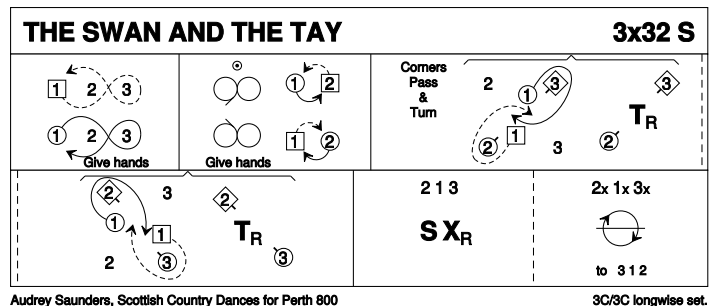 THE SWAN AND THE TAY 3x32 S
1 2 3
1 2 3
Give hands
1 2
1 2
Give hands
Corners
Pass
&
Turn
2 3 3
1
1 T R
2 3 2
2 3 2
1
1 T R
2 3 3
2 1 3
S X R
2x 1x 3x
to 3 1 2
Audrey Saunders, Scottish Country Dances for Perth 800 3C/3C longwise set.